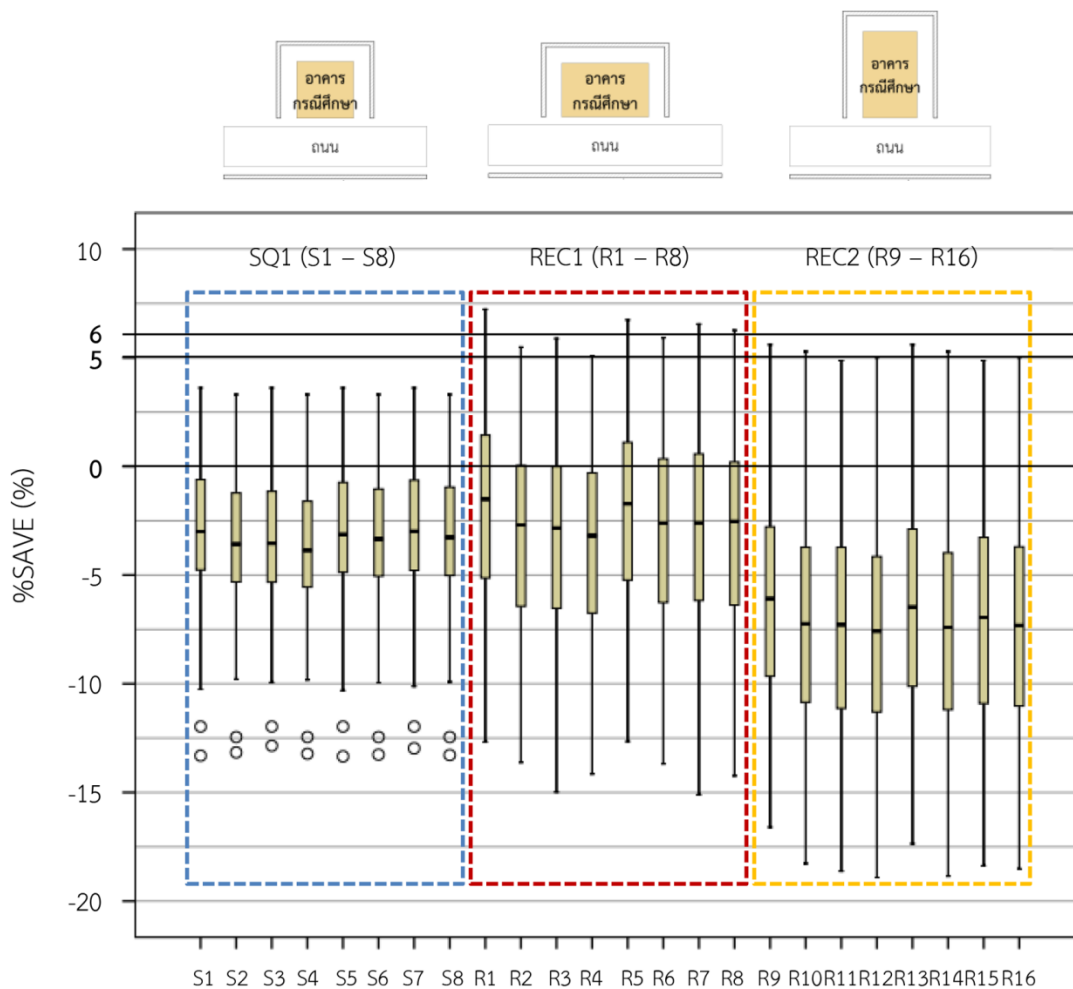 อาคาร
กรณีศึกษา
ถนน
อาคาร
กรณีศึกษา
ถนน
อาคาร
กรณีศึกษา
ถนน
SQ1 (S1 – S8)
REC1 (R1 – R8)
REC2 (R9 – R16)
%SAVE (%)
10
6
5
0
-5
-10
-15
-20
S1 S2 S3 S4 S5 S6 S7 S8 R1 R2 R3 R4 R5 R6 R7 R8 R9 R10 R11 R12 R13 R14 R15 R16